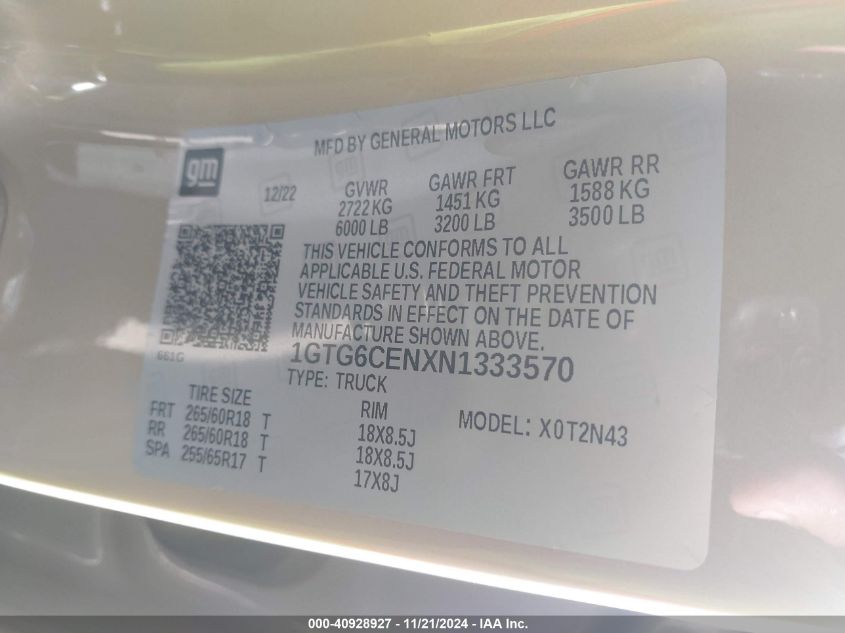 MFD BY GENERAL MOTORS LLC
gm
12/22
GVWR GAWR FRT GAWR RR
2722 KG 1451 KG 1588 KG
6000 LB 3200 LB 3500 LB
THIS VEHICLE CONFORMS TO ALL
APPLICABLE U.S. FEDERAL MOTOR
VEHICLE SAFETY AND THEFT PREVENTION
STANDARDS IN EFFECT ON THE DATE OF
MANUFACTURE SHOWN ABOVE.
661G
1GTG6CENXN1333570
TYPE: TRUCK
TIRE SIZE RIM MODEL: X0T2N43
FRT 265/60R18 T 18X8.5J
RR 265/60R18 T 18X8.5J
SPA 255/65R17 T 17X8J
000-40928927 - 11/21/2024 - IAA Inc.